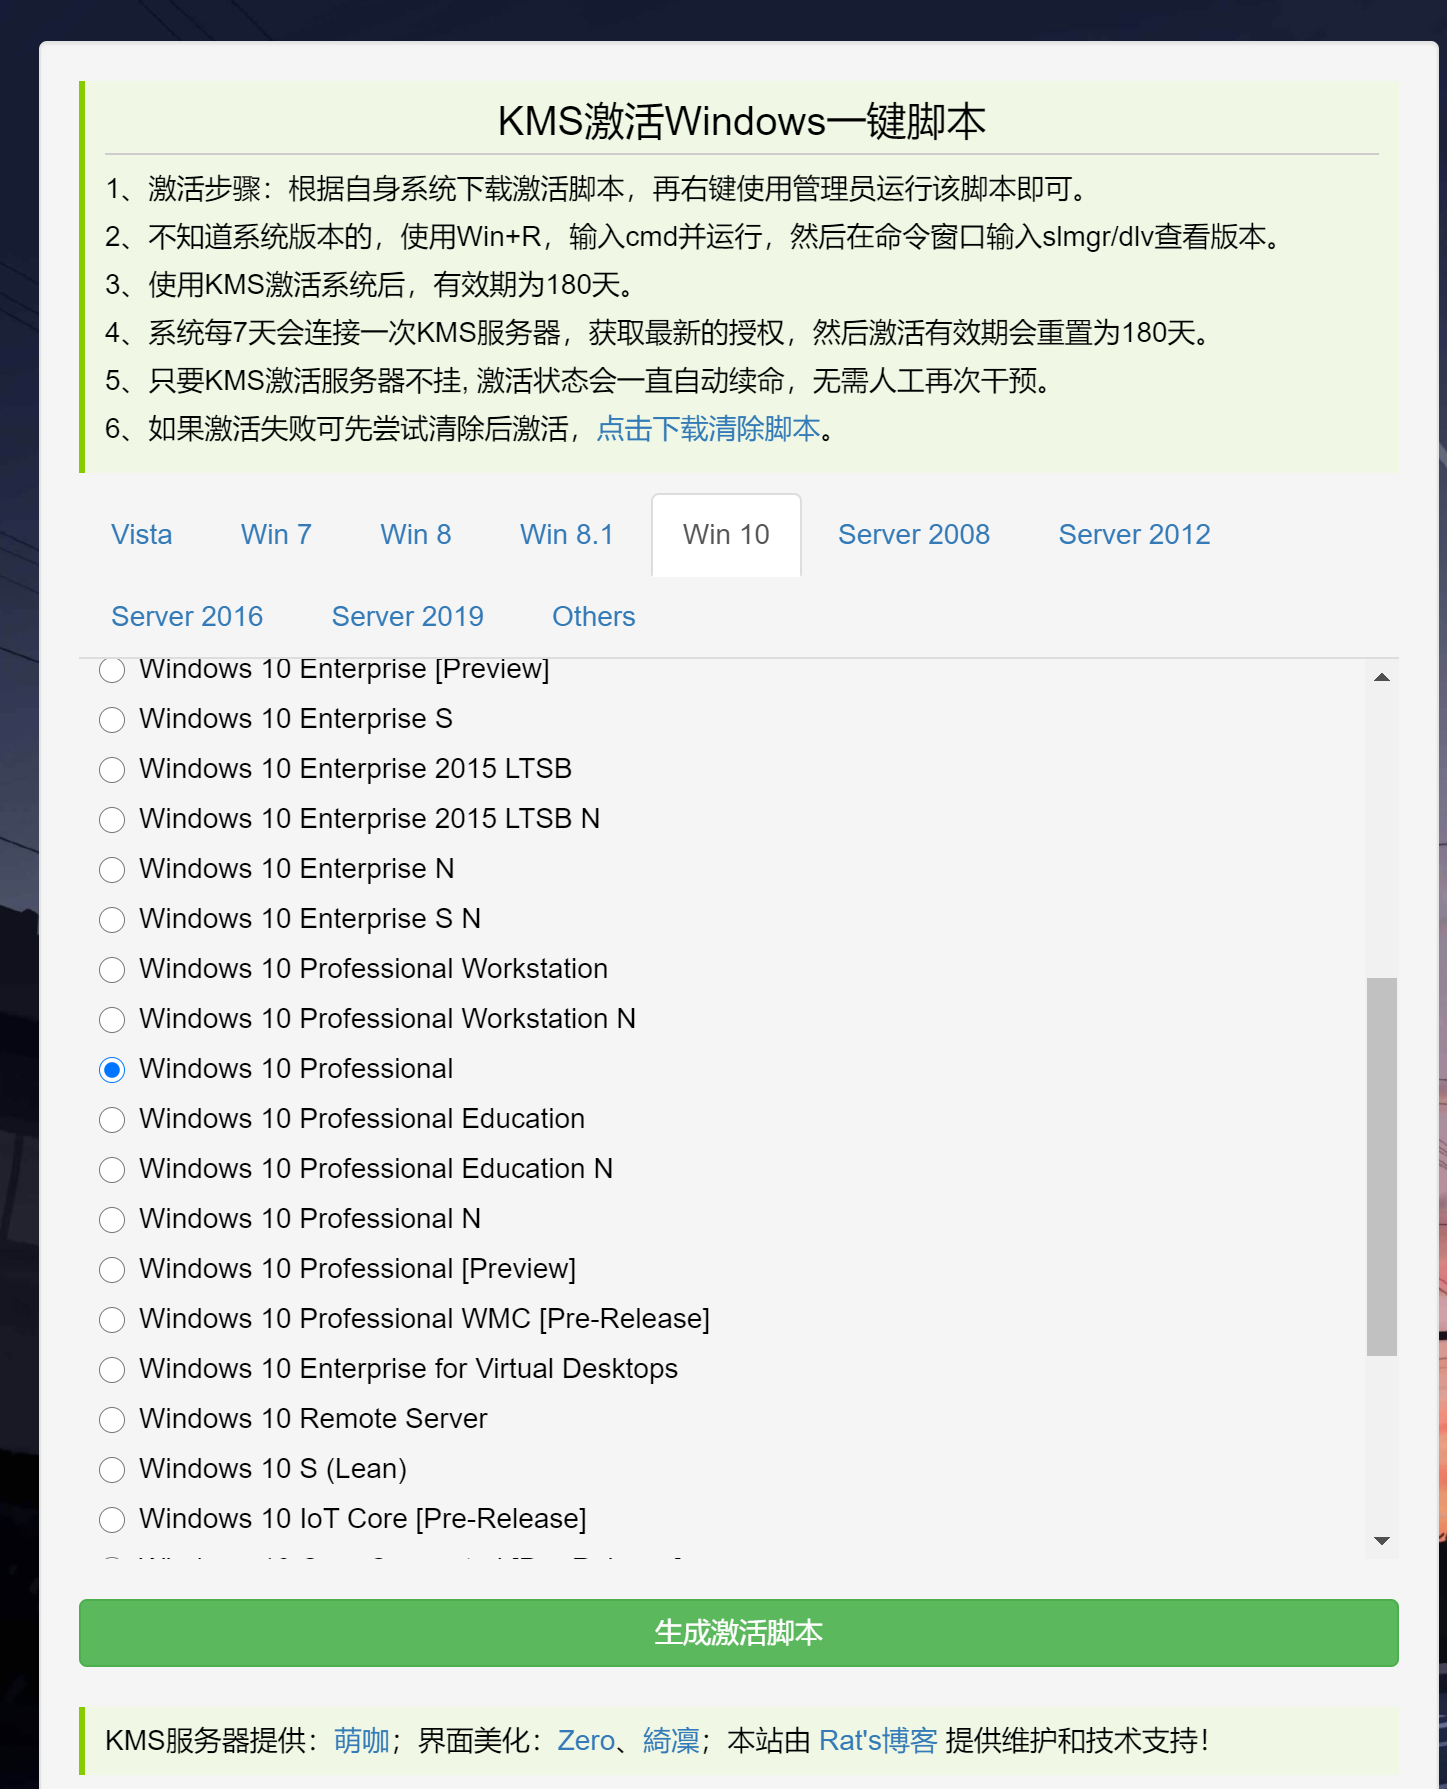 KMS激活Windows一键脚本
1、激活步骤：根据自身系统下载激活脚本，再右键使用管理员运行该脚本即可。
2、不知道系统版本的，使用Win+R，输入cmd并运行，然后在命令窗口输入slmgr/dlv查看版本。
3、使用KMS激活系统后，有效期为180天。
4、系统每7天会连接一次KMS服务器，获取最新的授权，然后激活有效期会重置为180天。
5、只要KMS激活服务器不挂,激活状态会一直自动续命，无需人工再次干预。
6、如果激活失败可先尝试清除后激活，点击下载清除脚本。
Vista Win 7 Win 8 Win 8.1 Win 10 Server 2008 Server 2012
Server 2016 Server 2019 Others
Windows 10 Enterprise [Preview]
Windows 10 Enterprise S
Windows 10 Enterprise 2015 LTSB
Windows 10 Enterprise 2015 LTSB N
Windows 10 Enterprise N
Windows 10 Enterprise S N
Windows 10 Professional Workstation
Windows 10 Professional Workstation N
Windows 10 Professional
Windows 10 Professional Education
Windows 10 Professional Education N
Windows 10 Professional N
Windows 10 Professional [Preview]
Windows 10 Professional WMC [Pre-Release]
Windows 10 Enterprise for Virtual Desktops
Windows 10 Remote Server
Windows 10 S (Lean)
Windows 10 IoT Core [Pre-Release]
生成激活脚本
KMS服务器提供：萌咖；界面美化：Zero、綺凜；本站由 Rat's博客 提供维护和技术支持！